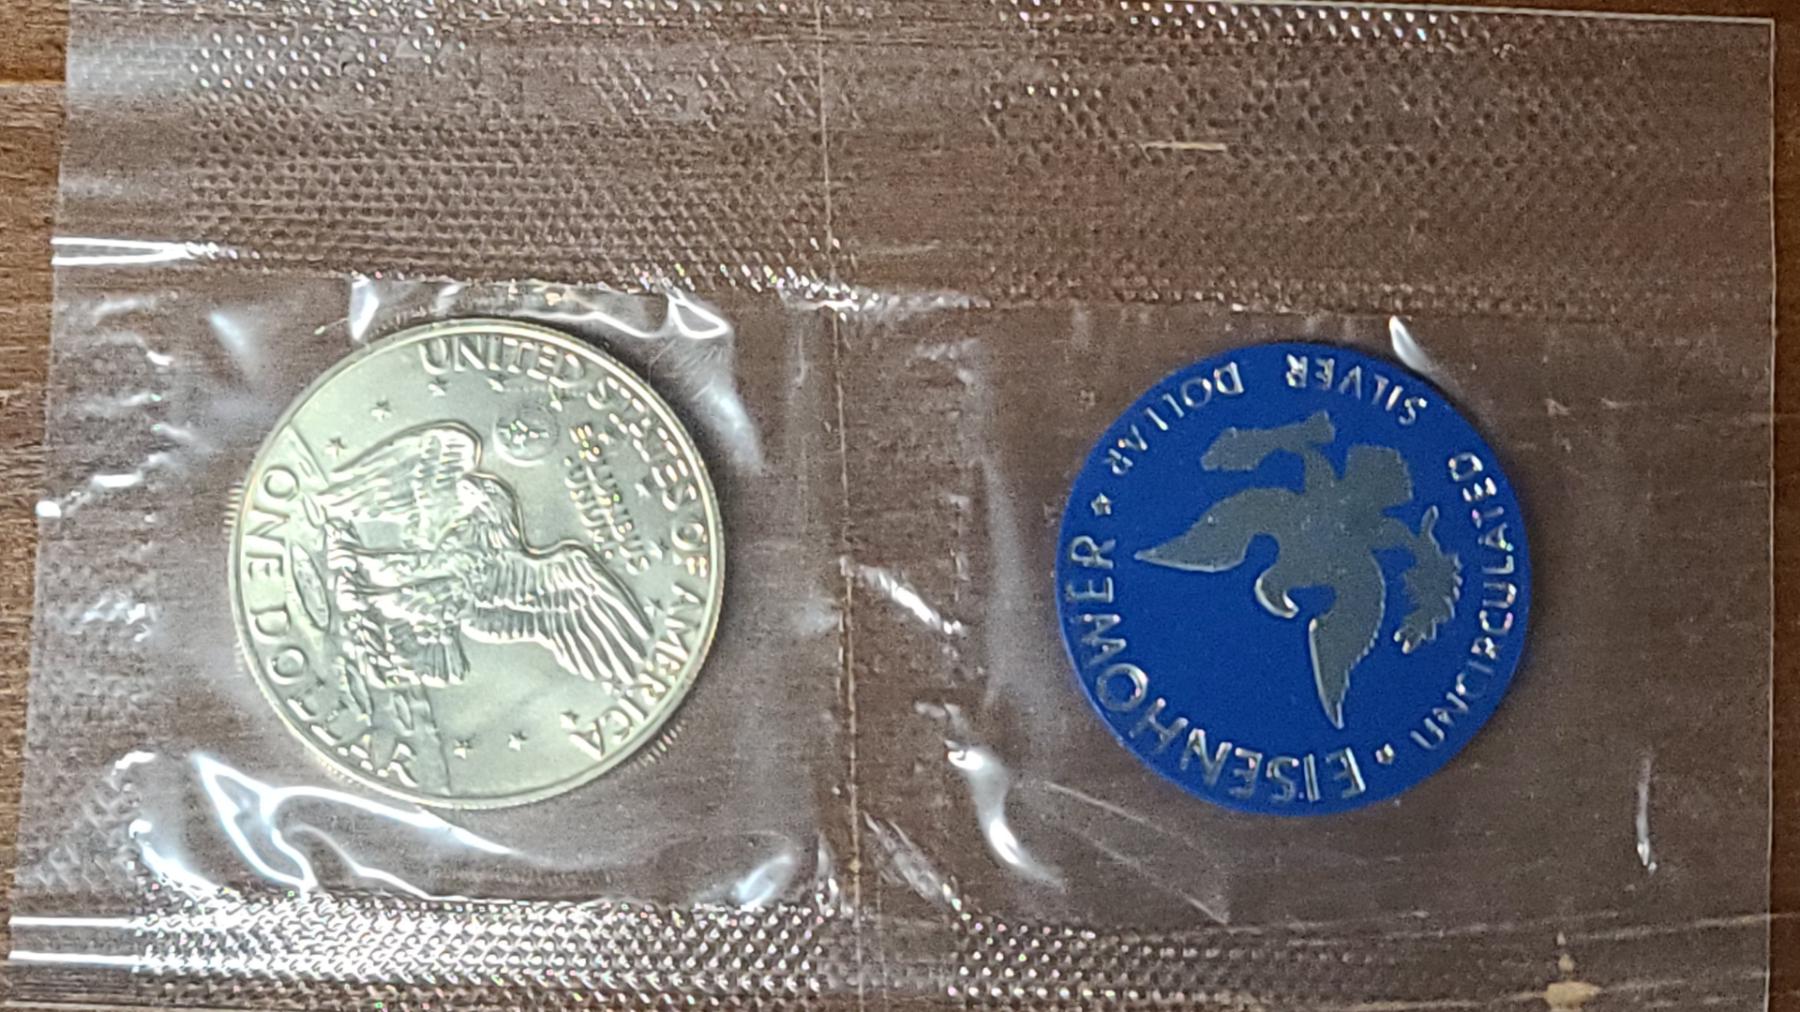 UNITED STATES OF AMERICA
E PLURIBUS
UNUM
ONE DOLLAR
EISENHOWER
UNCIRCULATED SILVER DOLLAR